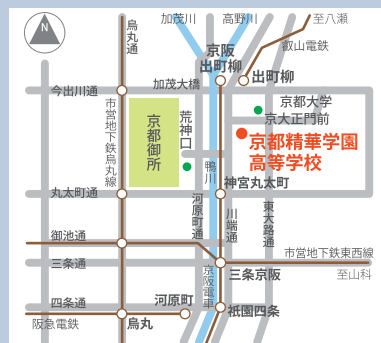 N
烏丸通
加茂川
高野川
至八瀬
叡山電鉄
京阪
出町柳
出町柳
加茂大橋
今出川通
京都大学
京大正門前
市営地下鉄烏丸線
京都御所
荒神口
京都精華学園
高等学校
鴨川
丸太町通
神宮丸太町
河原町通
川端通
東大路通
御池通
市営地下鉄東西線
三条通
京阪電車
三条京阪
至山科
四条通
河原町
祇園四条
阪急電鉄
烏丸